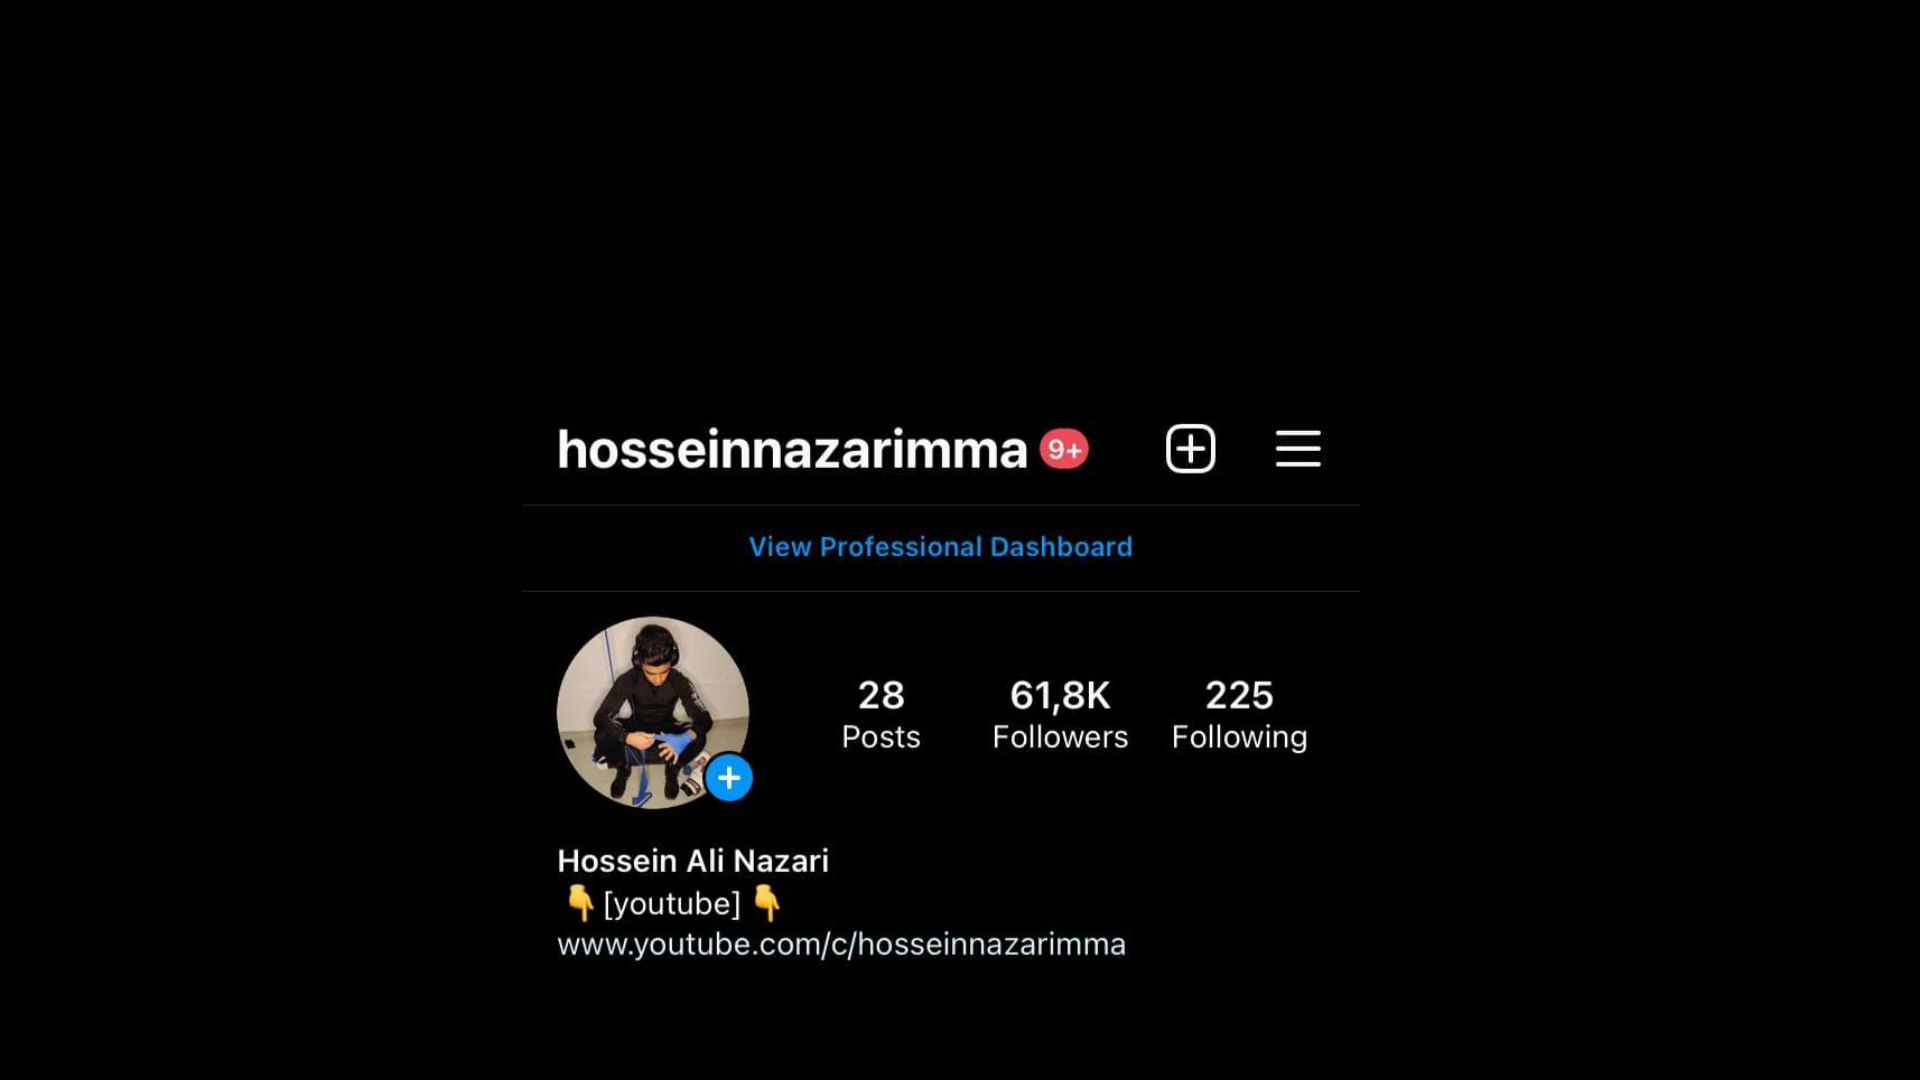 hosseinnazarimma 9+
View Professional Dashboard
28 61,8K 225
Posts Followers Following
Hossein Ali Nazari
👇 [youtube] 👇
www.youtube.com/c/hosseinnazarimma